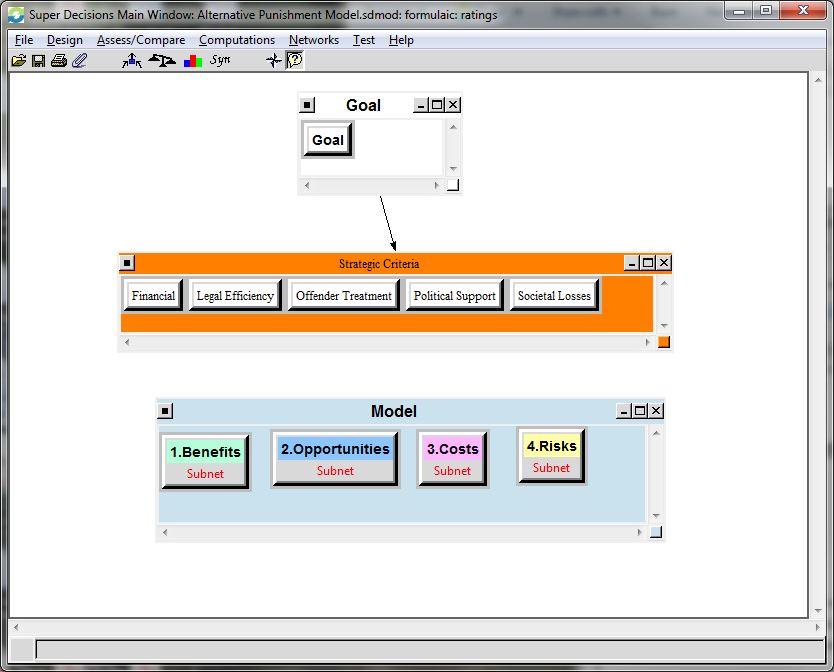 Super Decisions Main Window: Alternative Punishment Model.sdmod: formulaic: ratings
File Design Assess/Compare Computations Networks Test Help
Syn
Goal
Goal
Strategic Criteria
Financial Legal Efficiency Offender Treatment Political Support Societal Losses
Model
1.Benefits 2.Opportunities 3.Costs 4.Risks
Subnet Subnet Subnet Subnet